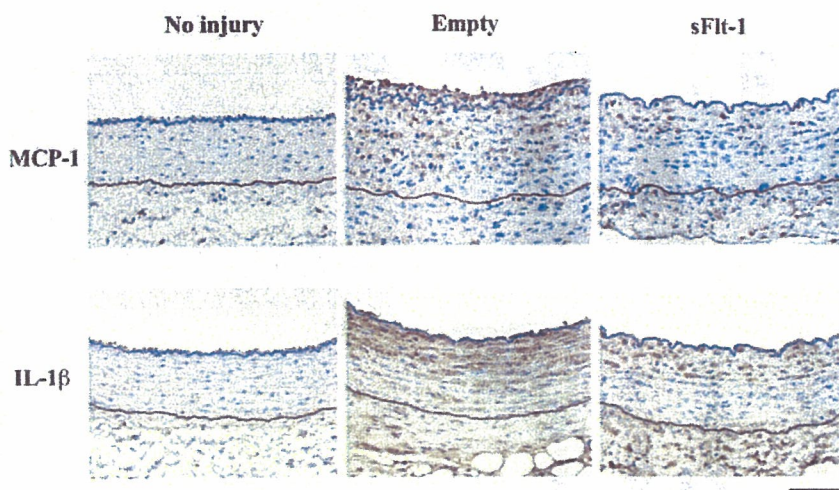 No injury
Empty
sFlt-1
MCP-1
IL-1β